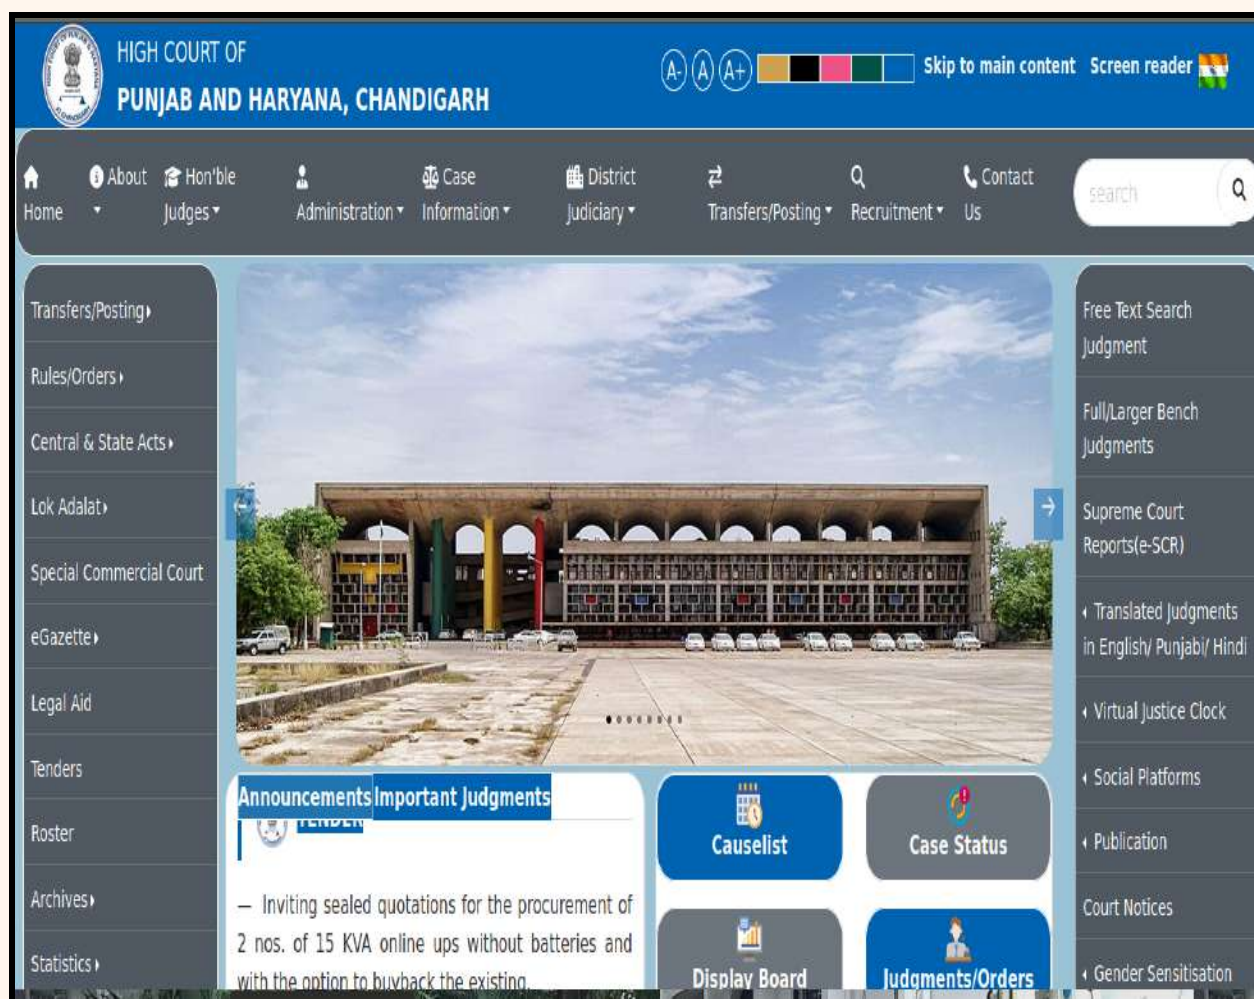 HIGH COURT OF
PUNJAB AND HARYANA, CHANDIGARH
A- A A+
Skip to main content Screen reader
Home
About
Hon'ble
Judges
Administration
Case
Information
District
Judiciary
Transfers/Posting
Recruitment
Contact
Us
search
Transfers/Posting
Rules/Orders
Central & State Acts
Lok Adalat
Special Commercial Court
eGazette
Legal Aid
Tenders
Roster
Archives
Statistics
Announcements Important Judgments
TENDER
— Inviting sealed quotations for the procurement of
2 nos. of 15 KVA online ups without batteries and
with the option to buyback the existing.
Causelist
Case Status
Display Board
Judgments/Orders
Free Text Search
Judgment
Full/Larger Bench
Judgments
Supreme Court
Reports(e-SCR)
Translated Judgments
in English/ Punjabi/ Hindi
Virtual Justice Clock
Social Platforms
Publication
Court Notices
Gender Sensitisation